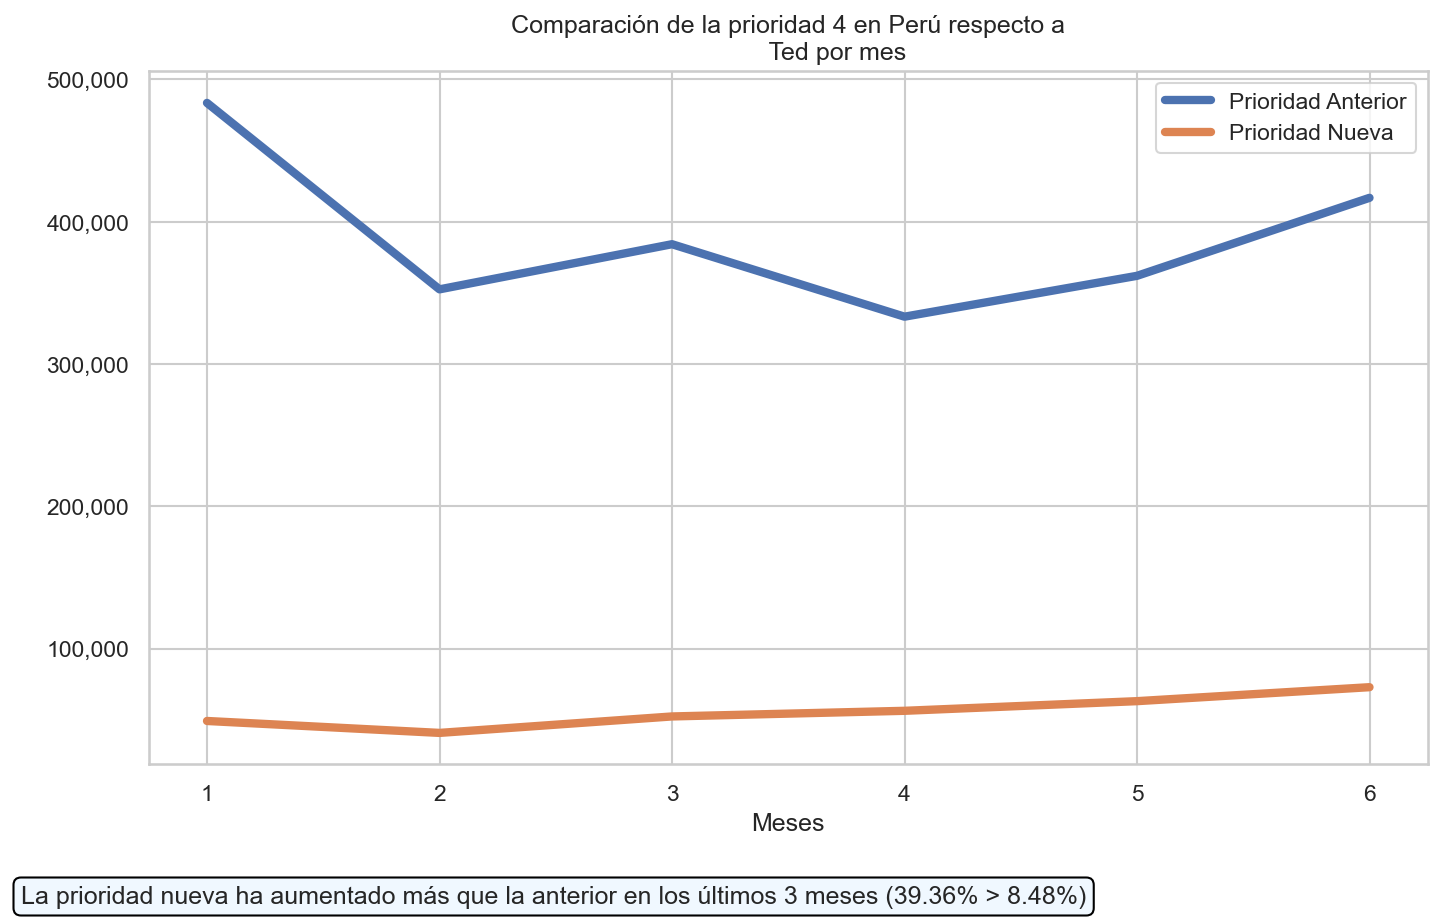 Comparación de la prioridad 4 en Perú respecto a
Ted por mes
500,000
400,000
300,000
200,000
100,000
Prioridad Anterior
Prioridad Nueva
1 2 3 4 5 6
Meses
La prioridad nueva ha aumentado más que la anterior en los últimos 3 meses (39.36% > 8.48%)